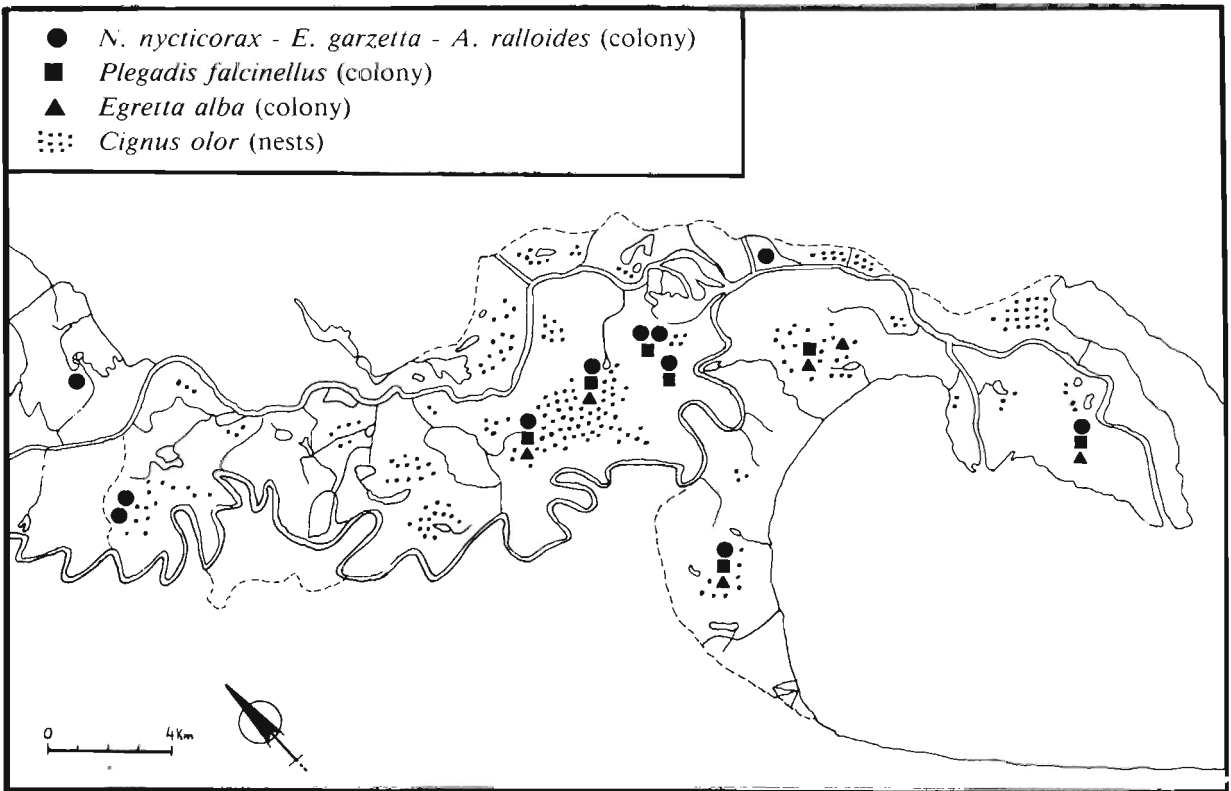 N. nycticorax - E. garzetta - A. ralloides (colony)
Plegadis falcinellus (colony)
Egretta alba (colony)
Cignus olor (nests)
0 4Km